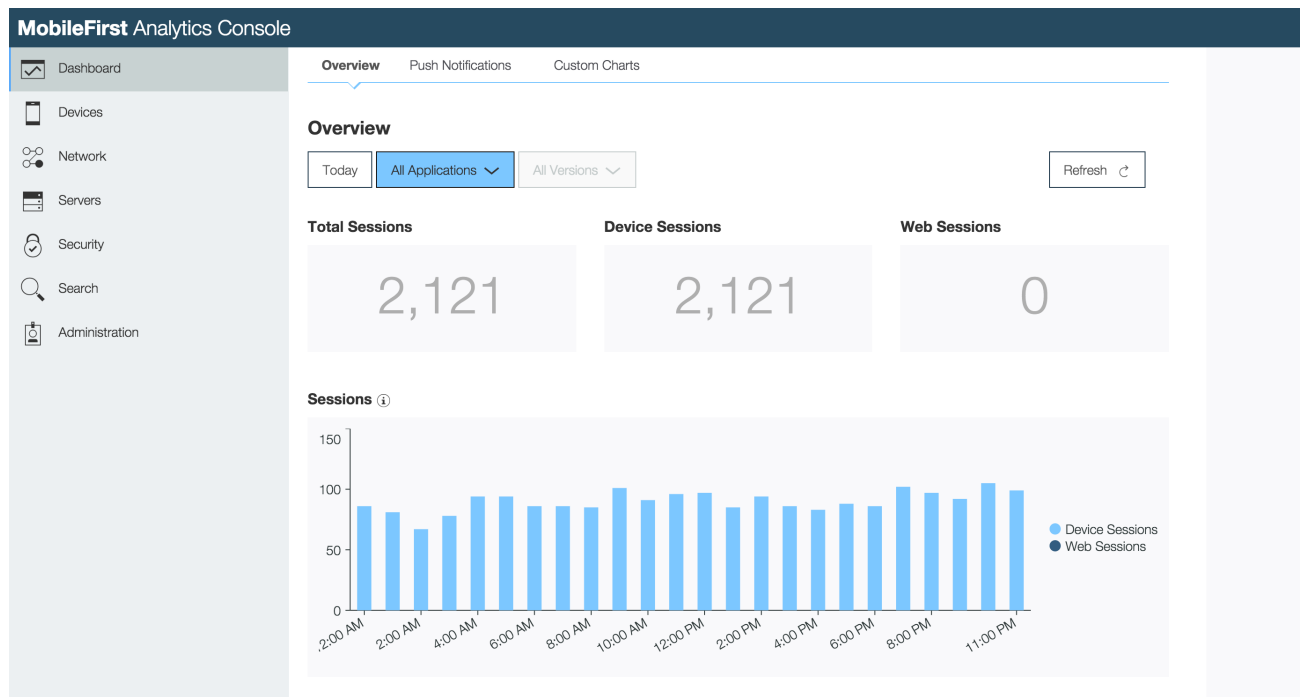 MobileFirst Analytics Console
Dashboard
Devices
Network
Servers
Security
Search
Administration
Overview Push Notifications Custom Charts
Overview
Today All Applications All Versions Refresh
Total Sessions Device Sessions Web Sessions
2,121 2,121 0
Sessions
150
100
50
0
Device Sessions
Web Sessions
2:00 AM 2:00 AM 4:00 AM 6:00 AM 8:00 AM 10:00 AM 12:00 PM 2:00 PM 4:00 PM 6:00 PM 8:00 PM 11:00 PM